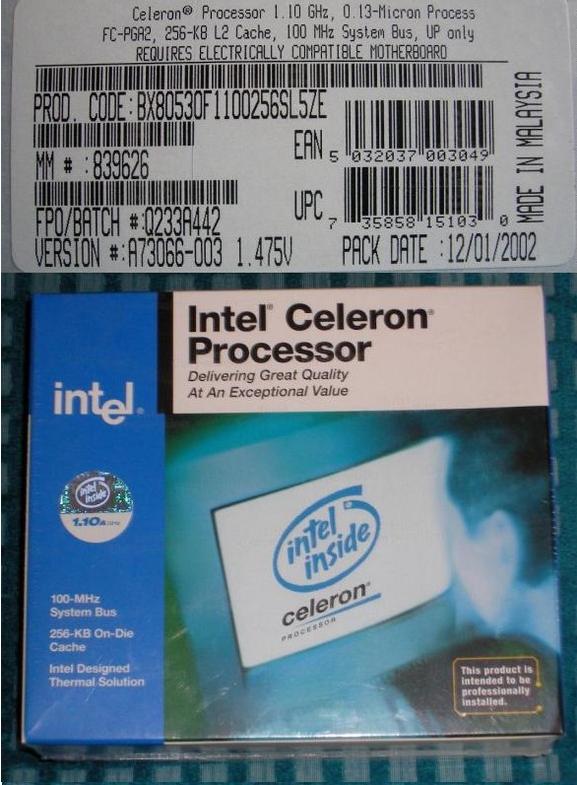 Celeron® Processor 1.10 GHz, 0.13-Micron Process
FC-PGA2, 256-KB L2 Cache, 100 MHz System Bus, UP only
REQUIRES ELECTRICALLY COMPATIBLE MOTHERBOARD
PROD. CODE:BX80530F1100256SL5ZE
EAN 5 032037 003049
MM # :839626
UPC 7 35858 15103 0
FPO/BATCH #:Q233A442
VERSION #:A73066-003 1.475V PACK DATE :12/01/2002
MADE IN MALAYSIA
Intel® Celeron®
Processor
Delivering Great Quality
At An Exceptional Value
intel®
intel
inside
1.10A GHz
intel®
inside
celeron®
PROCESSOR
100-MHz
System Bus
256-KB On-Die
Cache
Intel Designed
Thermal Solution
This product is
intended to be
professionally
installed.